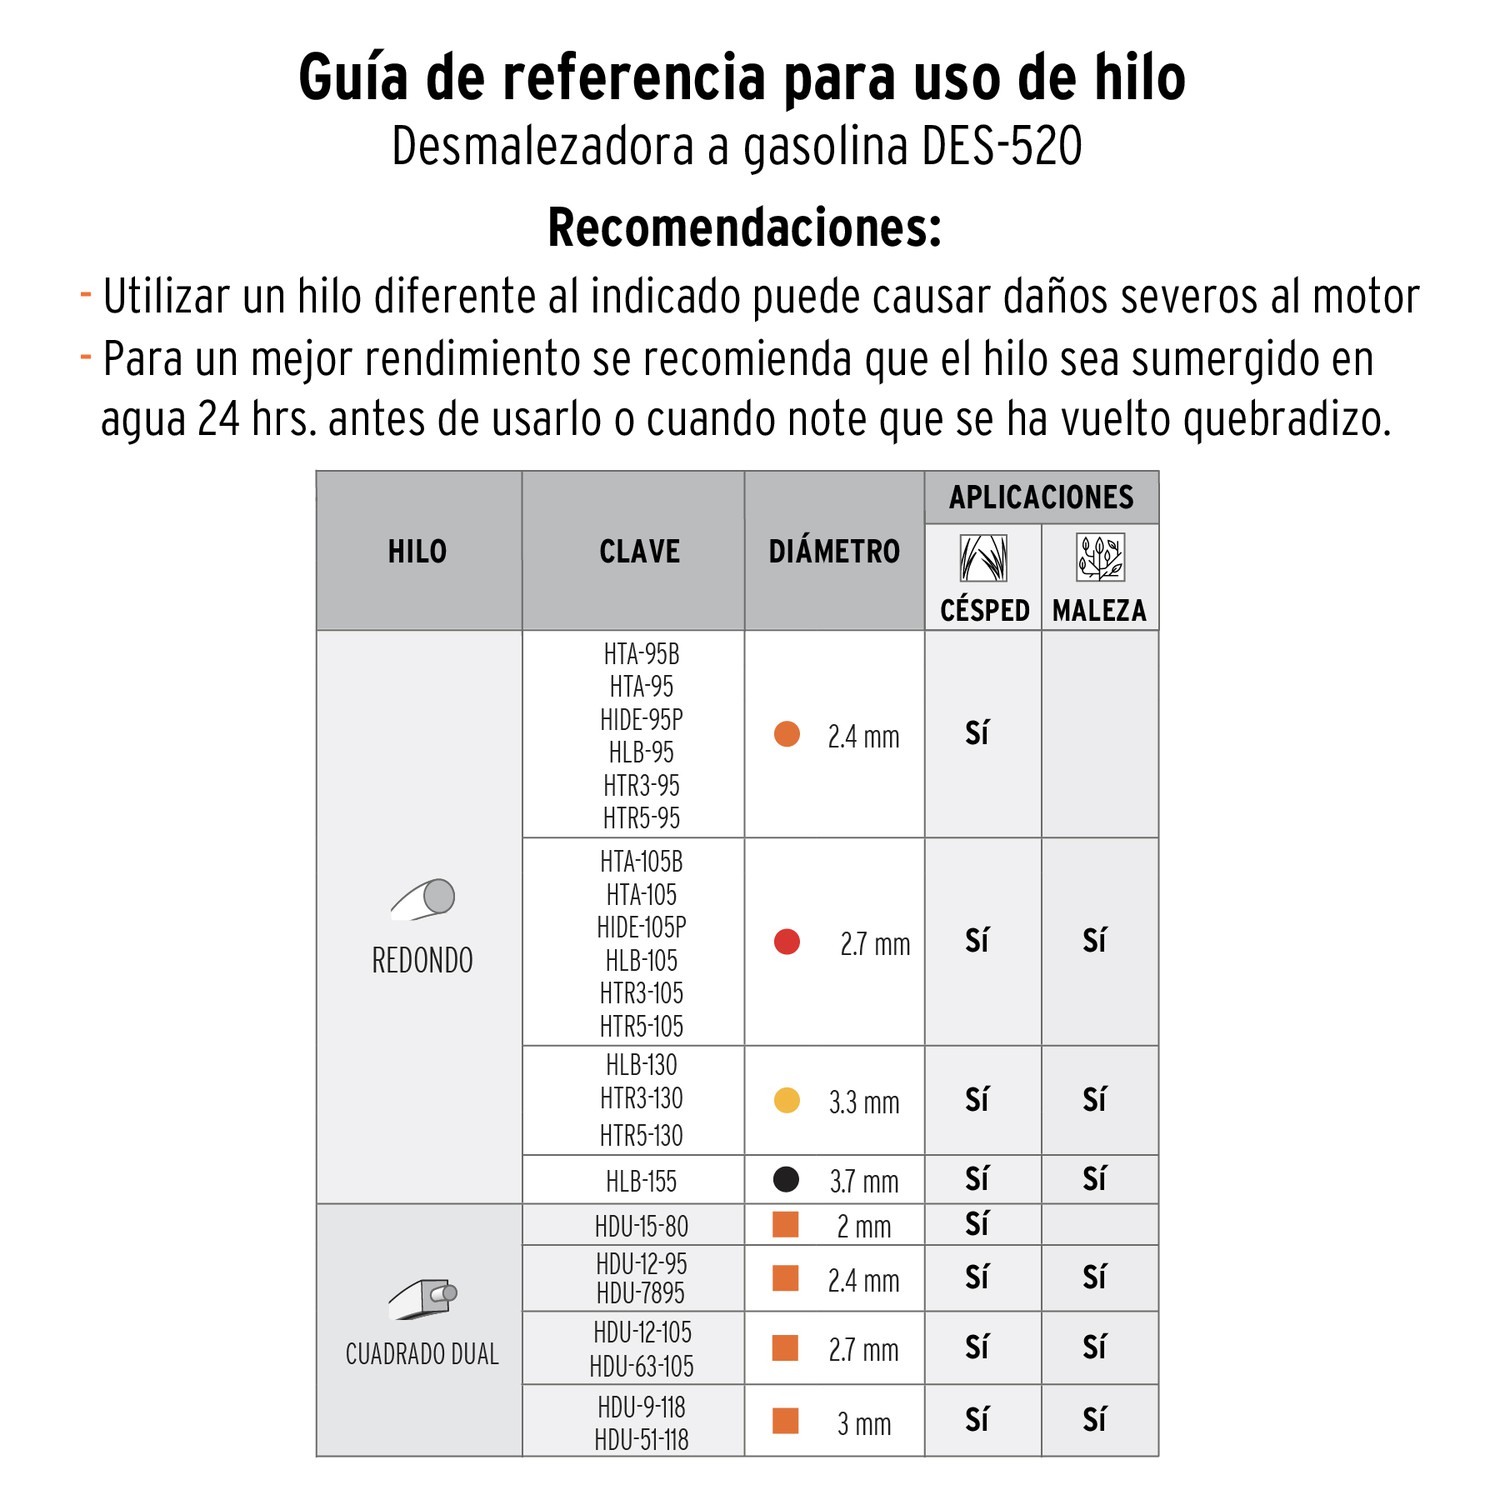 Guía de referencia para uso de hilo
Desmalezadora a gasolina DES-520
Recomendaciones:
- Utilizar un hilo diferente al indicado puede causar daños severos al motor
- Para un mejor rendimiento se recomienda que el hilo sea sumergido en
agua 24 hrs. antes de usarlo o cuando note que se ha vuelto quebradizo.
HILO
CLAVE
DIÁMETRO
APLICACIONES
CÉSPED
MALEZA
REDONDO
HTA-95B
HTA-95
HIDE-95P
HLB-95
HTR3-95
HTR5-95
2.4 mm
Sí
HTA-105B
HTA-105
HIDE-105P
HLB-105
HTR3-105
HTR5-105
2.7 mm
Sí
Sí
HLB-130
HTR3-130
HTR5-130
3.3 mm
Sí
Sí
HLB-155
3.7 mm
Sí
Sí
CUADRADO DUAL
HDU-15-80
2 mm
Sí
HDU-12-95
HDU-7895
2.4 mm
Sí
Sí
HDU-12-105
HDU-63-105
2.7 mm
Sí
Sí
HDU-9-118
HDU-51-118
3 mm
Sí
Sí